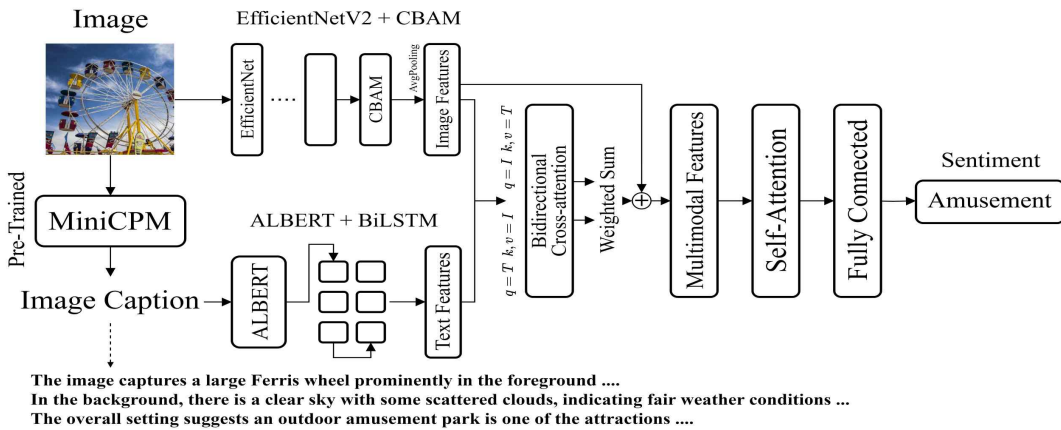 Image
EfficientNetV2 + CBAM
EfficientNet
....
CBAM
AvgPooling
Image Features
Pre-Trained
MiniCPM
Image Caption
ALBERT + BiLSTM
ALBERT
Text Features
q = T k, v = I
q = I k, v = T
Bidirectional
Cross-attention
Weighted Sum
+
Multimodal Features
Self-Attention
Fully Connected
Sentiment
Amusement
The image captures a large Ferris wheel prominently in the foreground ....
In the background, there is a clear sky with some scattered clouds, indicating fair weather conditions ...
The overall setting suggests an outdoor amusement park is one of the attractions ....